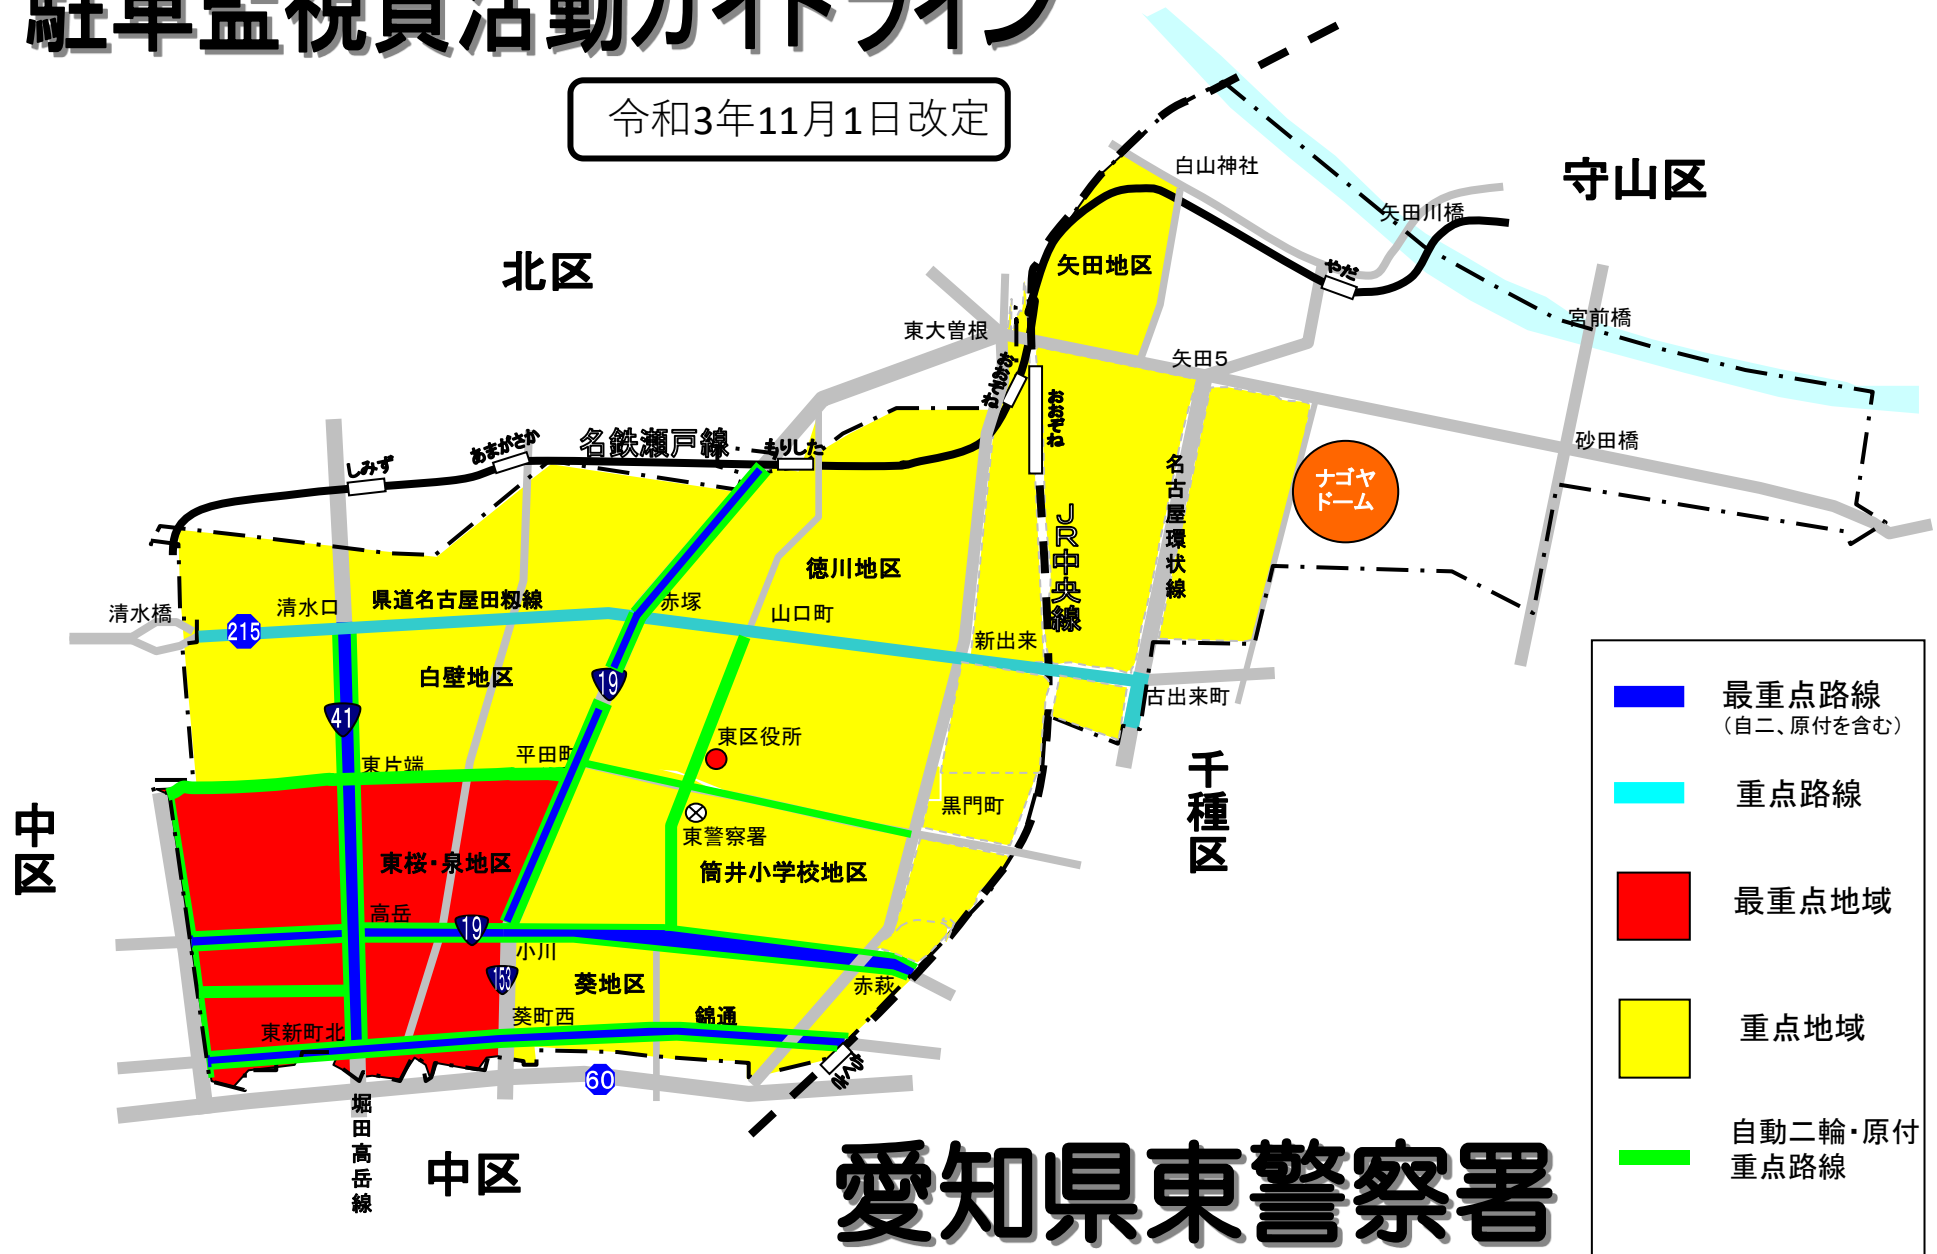 駐車監視員活動ガイドライン
令和3年11月1日改定
守山区
白山神社
矢田川橋
北区
矢田地区
やだ
宮前橋
東大曽根
矢田5
おおぞね
おおぞね
名鉄瀬戸線
あまがさか
もりした
しみず
砂田橋
ナゴヤ
ドーム
名古屋環状線
JR中央線
徳川地区
県道名古屋田籾線
清水橋
清水口
215
赤塚
山口町
新出来
白壁地区
19
古出来町
41
東区役所
平田町
東片端
千種区
中区
黒門町
東警察署
東桜・泉地区
筒井小学校地区
高岳
19
小川
153
葵地区
赤萩
葵町西
錦通
東新町北
60
堀田高岳線
中区
愛知県東警察署
最重点路線
（自二、原付を含む）
重点路線
最重点地域
重点地域
自動二輪・原付
重点路線